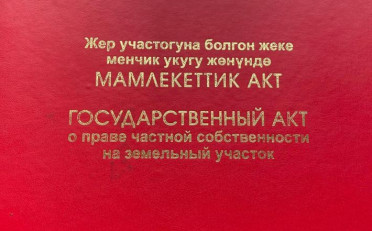 Жер участогуна болгон жеке
менчик укугу жөнүндө
МАМЛЕКЕТТИК АКТ
ГОСУДАРСТВЕННЫЙ АКТ
о праве частной собственности
на земельный участок